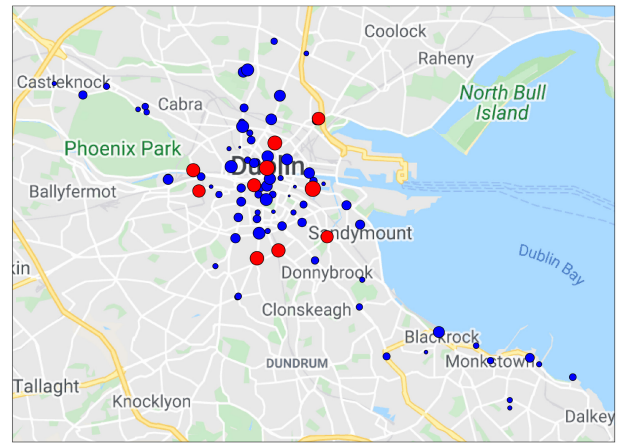 Coolock
Raheny
Castleknock
North Bull
Island
Cabra
Phoenix Park
Dublin
Ballyfermot
Sandymount
kin
Donnybrook
Dublin Bay
Clonskeagh
Blackrock
DUNDRUM
Monkstown
Tallaght
Knocklyon
Dalkey